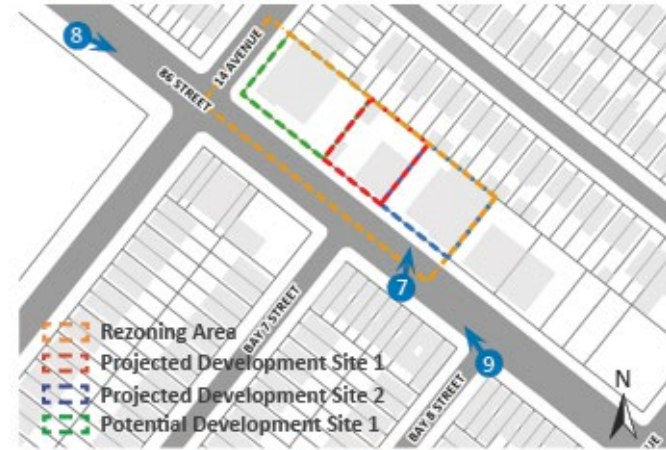 8
14 AVENUE
86 STREET
7
BAY 7 STREET
9
BAY 8 STREET
Rezoning Area
Projected Development Site 1
Projected Development Site 2
Potential Development Site 1
N